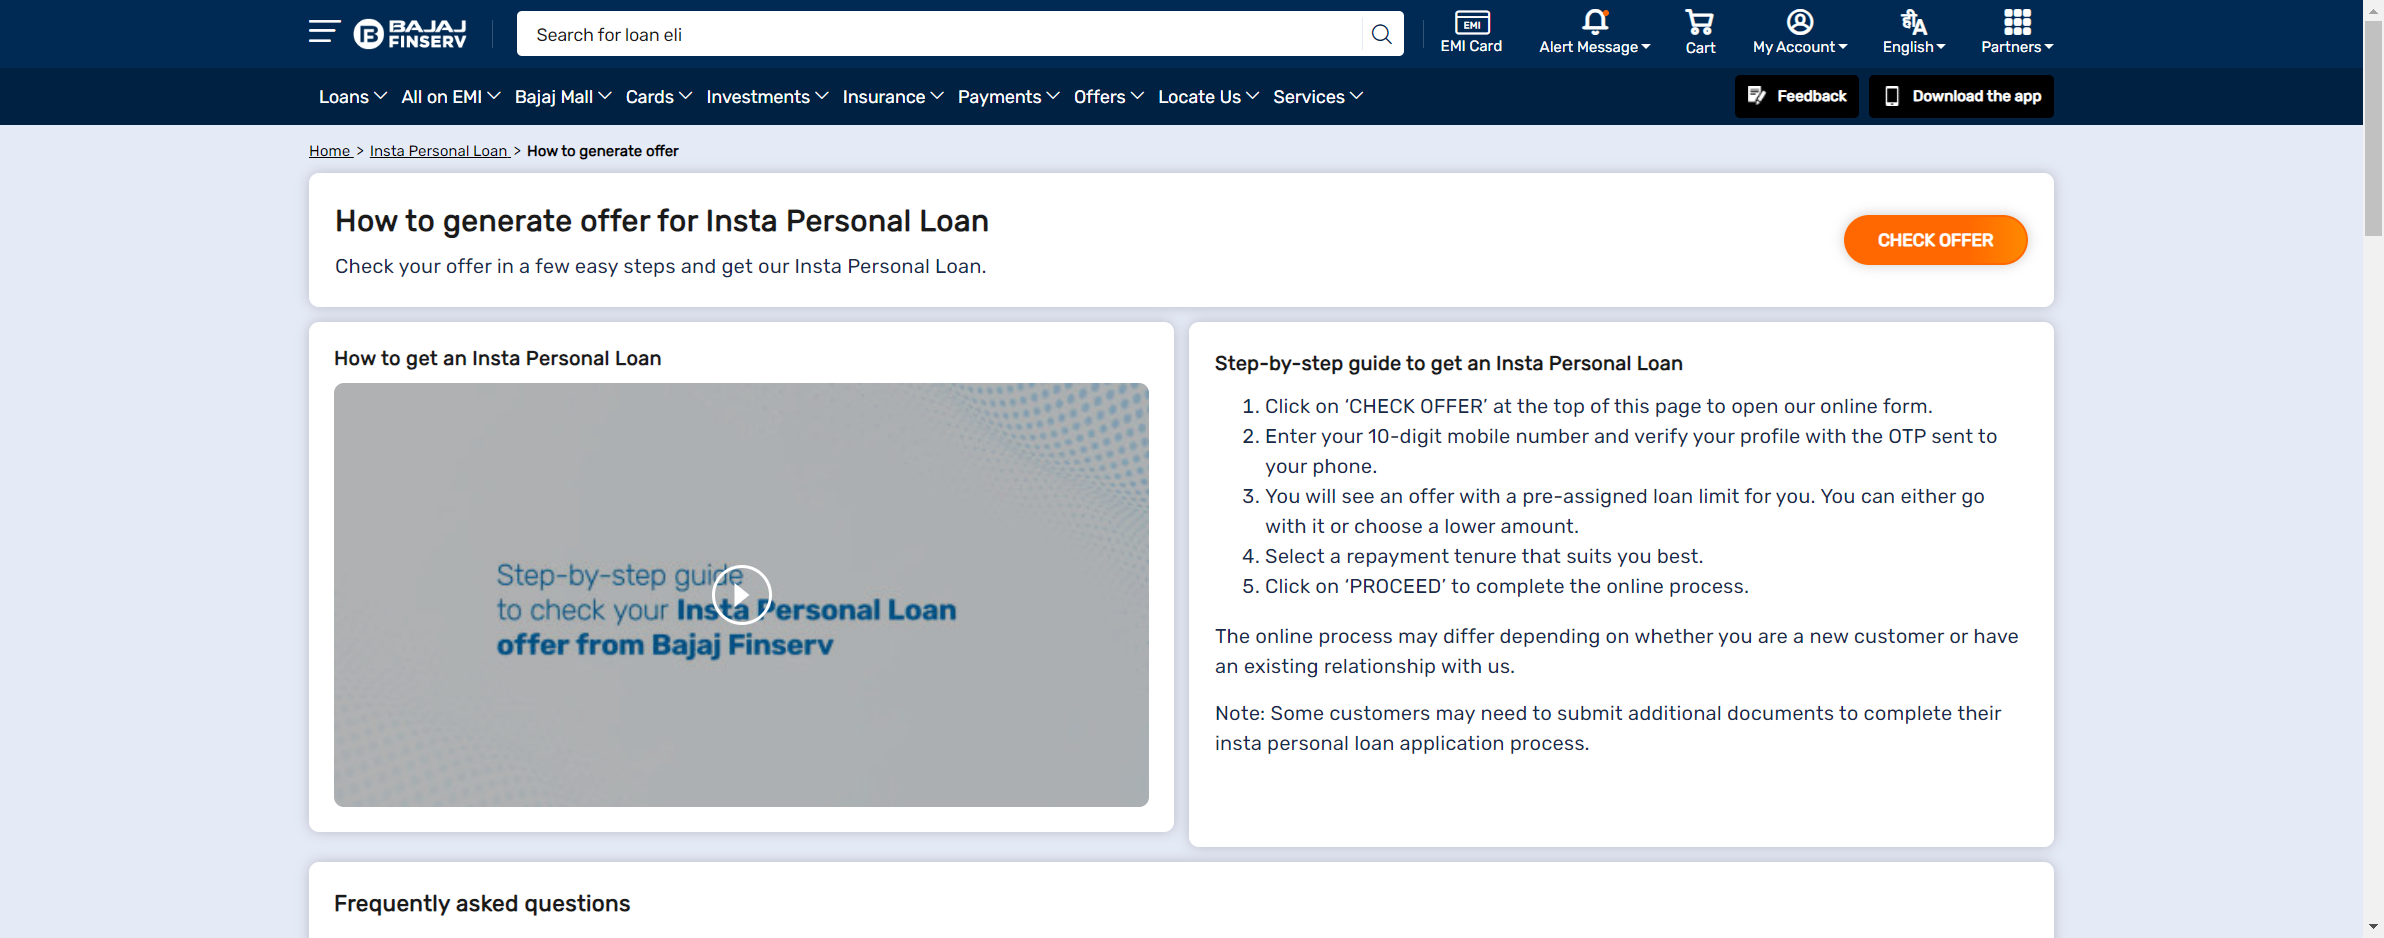 BAJAJ
FINSERV
Search for loan eli
EMI
EMI Card
Alert Message
Cart
My Account
हीA
English
Partners
Loans
All on EMI
Bajaj Mall
Cards
Investments
Insurance
Payments
Offers
Locate Us
Services
Feedback
Download the app
Home > Insta Personal Loan > How to generate offer
How to generate offer for Insta Personal Loan
Check your offer in a few easy steps and get our Insta Personal Loan.
CHECK OFFER
How to get an Insta Personal Loan
Step-by-step guide
to check your Insta Personal Loan
offer from Bajaj Finserv
Step-by-step guide to get an Insta Personal Loan
1. Click on ‘CHECK OFFER’ at the top of this page to open our online form.
2. Enter your 10-digit mobile number and verify your profile with the OTP sent to
your phone.
3. You will see an offer with a pre-assigned loan limit for you. You can either go
with it or choose a lower amount.
4. Select a repayment tenure that suits you best.
5. Click on ‘PROCEED’ to complete the online process.
The online process may differ depending on whether you are a new customer or have
an existing relationship with us.
Note: Some customers may need to submit additional documents to complete their
insta personal loan application process.
Frequently asked questions